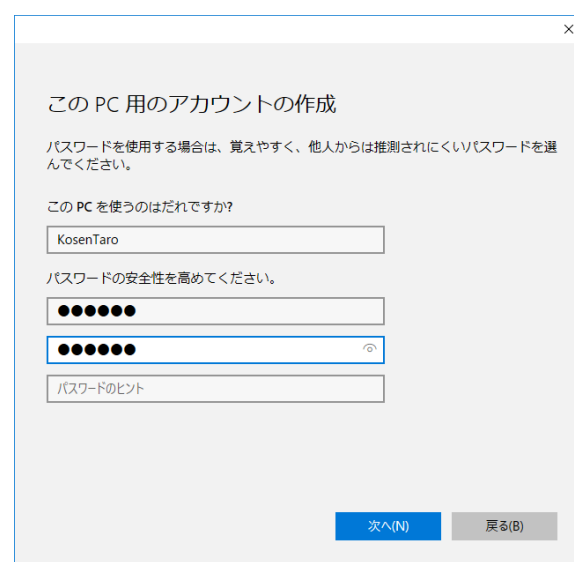 この PC 用のアカウントの作成
パスワードを使用する場合は、覚えやすく、他人からは推測されにくいパスワードを選
んでください。
この PC を使うのはだれですか?
KosenTaro
パスワードの安全性を高めてください。
●●●●●●
●●●●●●
パスワードのヒント
次へ(N) 戻る(B)